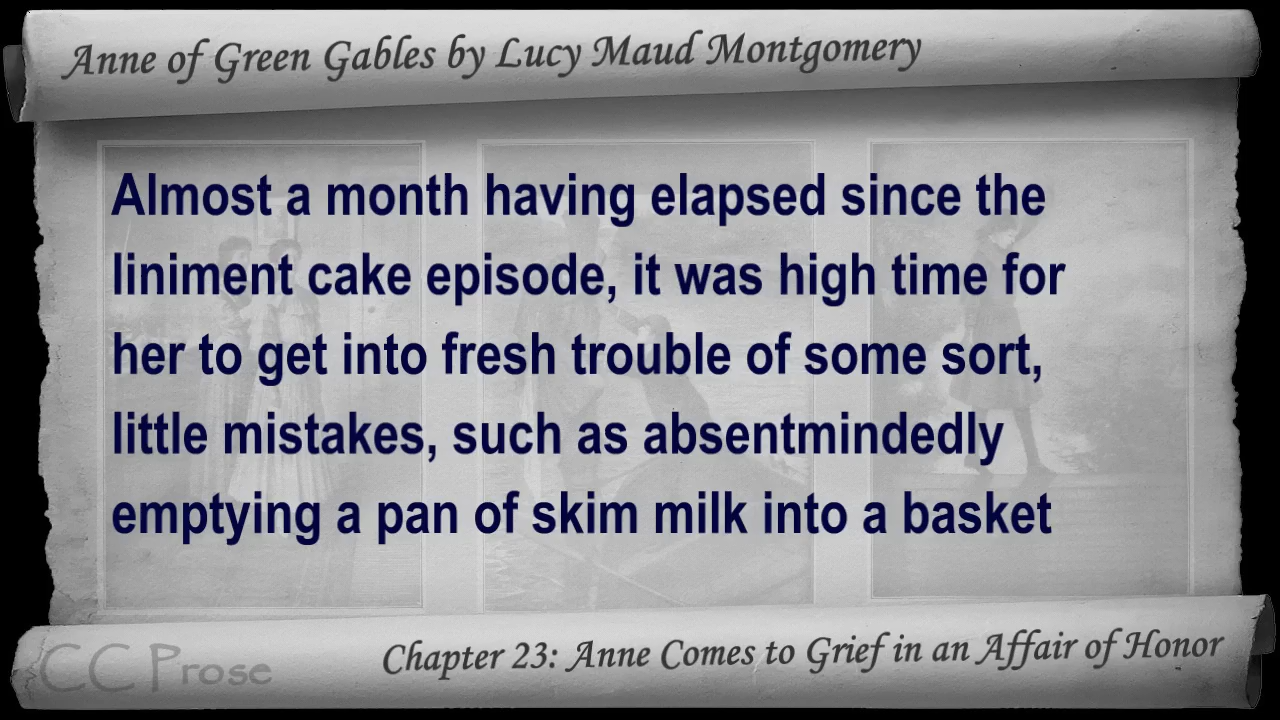 Anne of Green Gables by Lucy Maud Montgomery
Almost a month having elapsed since the
liniment cake episode, it was high time for
her to get into fresh trouble of some sort,
little mistakes, such as absentmindedly
emptying a pan of skim milk into a basket
CC Prose
Chapter 23: Anne Comes to Grief in an Affair of Honor